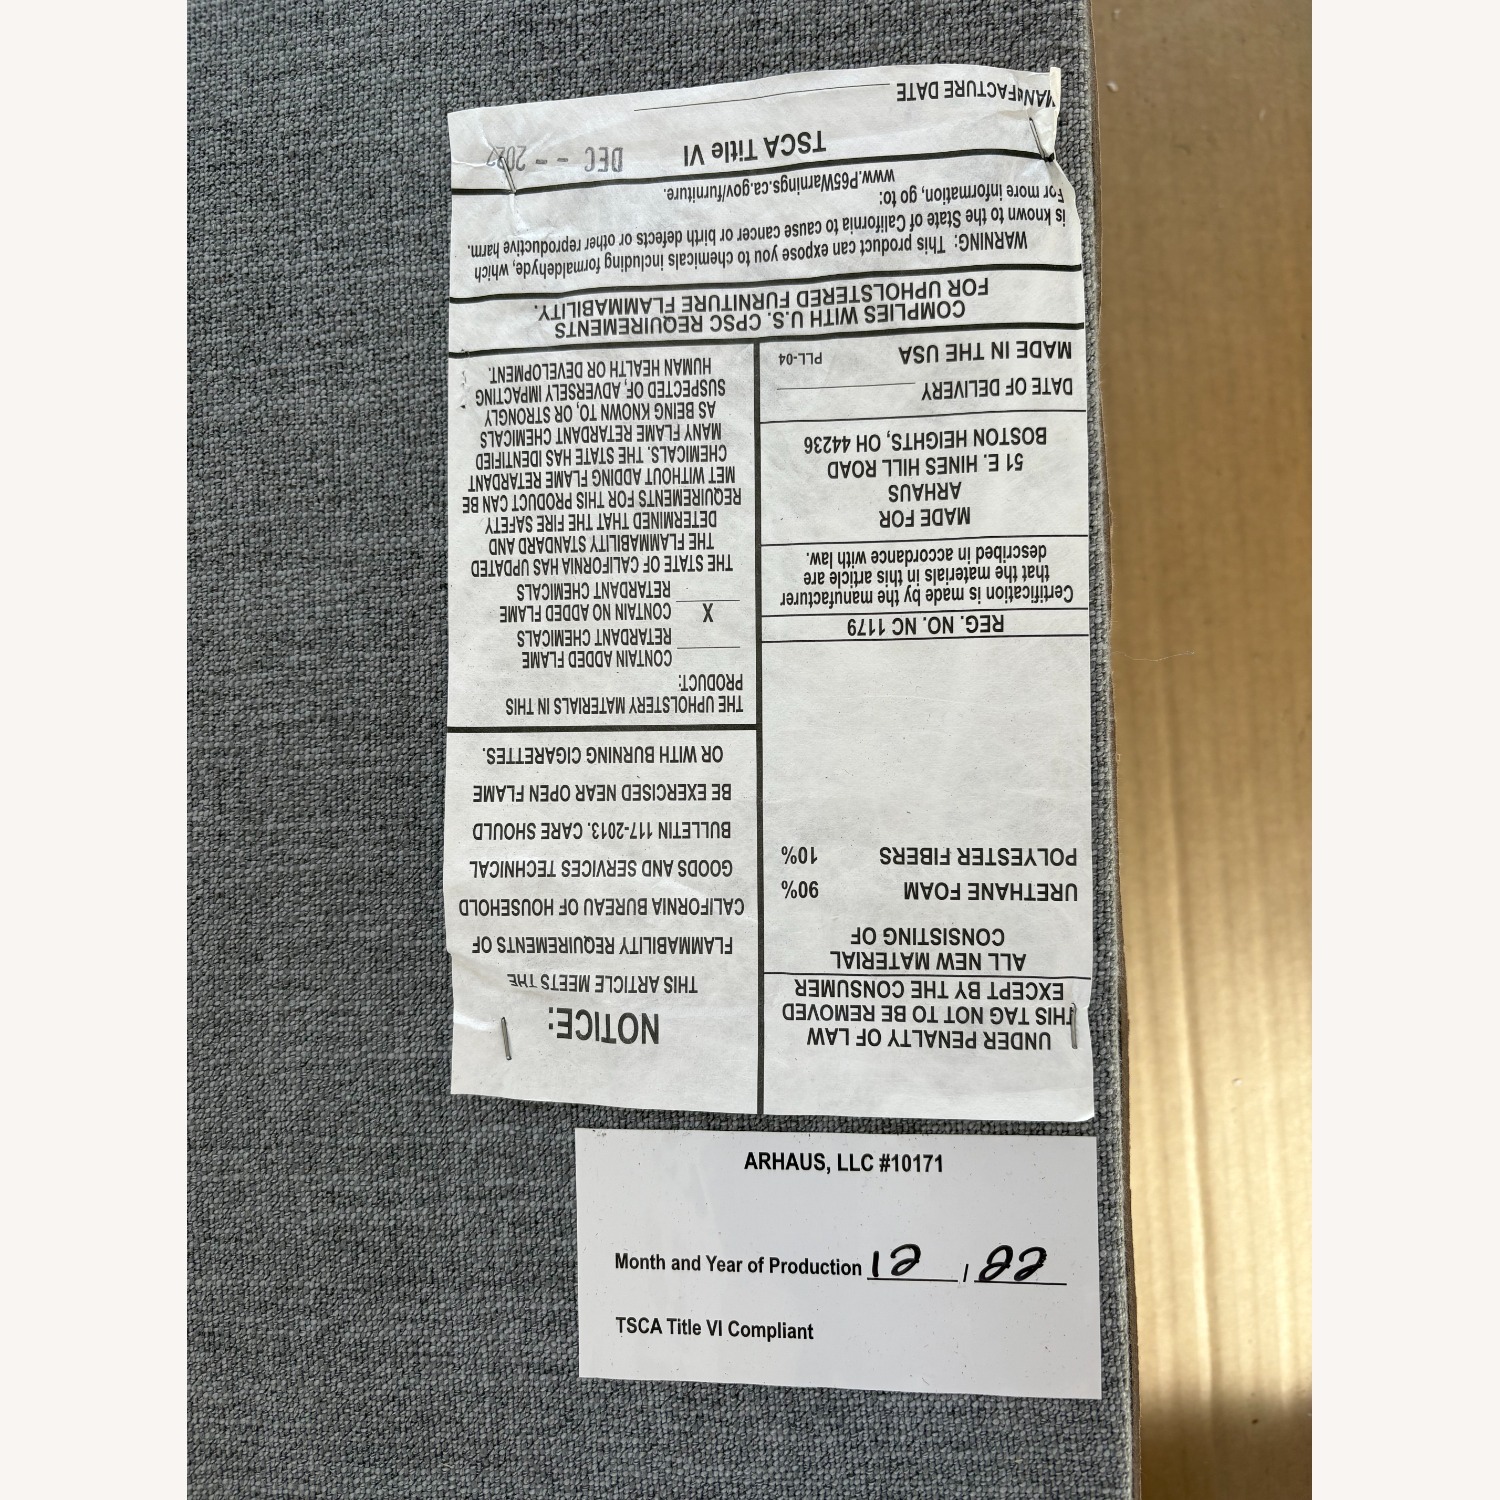 UNDER PENALTY OF LAW
THIS TAG NOT TO BE REMOVED
EXCEPT BY THE CONSUMER
ALL NEW MATERIAL
CONSISTING OF
URETHANE FOAM 90%
POLYESTER FIBERS 10%
REG. NO. NC 1179
Certification is made by the manufacturer
that the materials in this article are
described in accordance with law.
MADE FOR
ARHAUS
51 E. HINES HILL ROAD
BOSTON HEIGHTS, OH 44236
DATE OF DELIVERY
MADE IN THE USA PLL-04
NOTICE:
THIS ARTICLE MEETS THE
FLAMMABILITY REQUIREMENTS OF
CALIFORNIA BUREAU OF HOUSEHOLD
GOODS AND SERVICES TECHNICAL
BULLETIN 117-2013. CARE SHOULD
BE EXERCISED NEAR OPEN FLAME
OR WITH BURNING CIGARETTES.
THE UPHOLSTERY MATERIALS IN THIS
PRODUCT:
CONTAIN ADDED FLAME
RETARDANT CHEMICALS
X CONTAIN NO ADDED FLAME
RETARDANT CHEMICALS
THE STATE OF CALIFORNIA HAS UPDATED
THE FLAMMABILITY STANDARD AND
DETERMINED THAT THE FIRE SAFETY
REQUIREMENTS FOR THIS PRODUCT CAN BE
MET WITHOUT ADDING FLAME RETARDANT
CHEMICALS. THE STATE HAS IDENTIFIED
MANY FLAME RETARDANT CHEMICALS
AS BEING KNOWN TO, OR STRONGLY
SUSPECTED OF, ADVERSELY IMPACTING
HUMAN HEALTH OR DEVELOPMENT.
COMPLIES WITH U.S. CPSC REQUIREMENTS
FOR UPHOLSTERED FURNITURE FLAMMABILITY.
WARNING: This product can expose you to chemicals including formaldehyde, which
is known to the State of California to cause cancer or birth defects or other reproductive harm.
For more information, go to:
www.P65Warnings.ca.gov/furniture.
TSCA Title VI DEC -- 2022
MANUFACTURE DATE
ARHAUS, LLC #10171
Month and Year of Production 12 / 22
TSCA Title VI Compliant